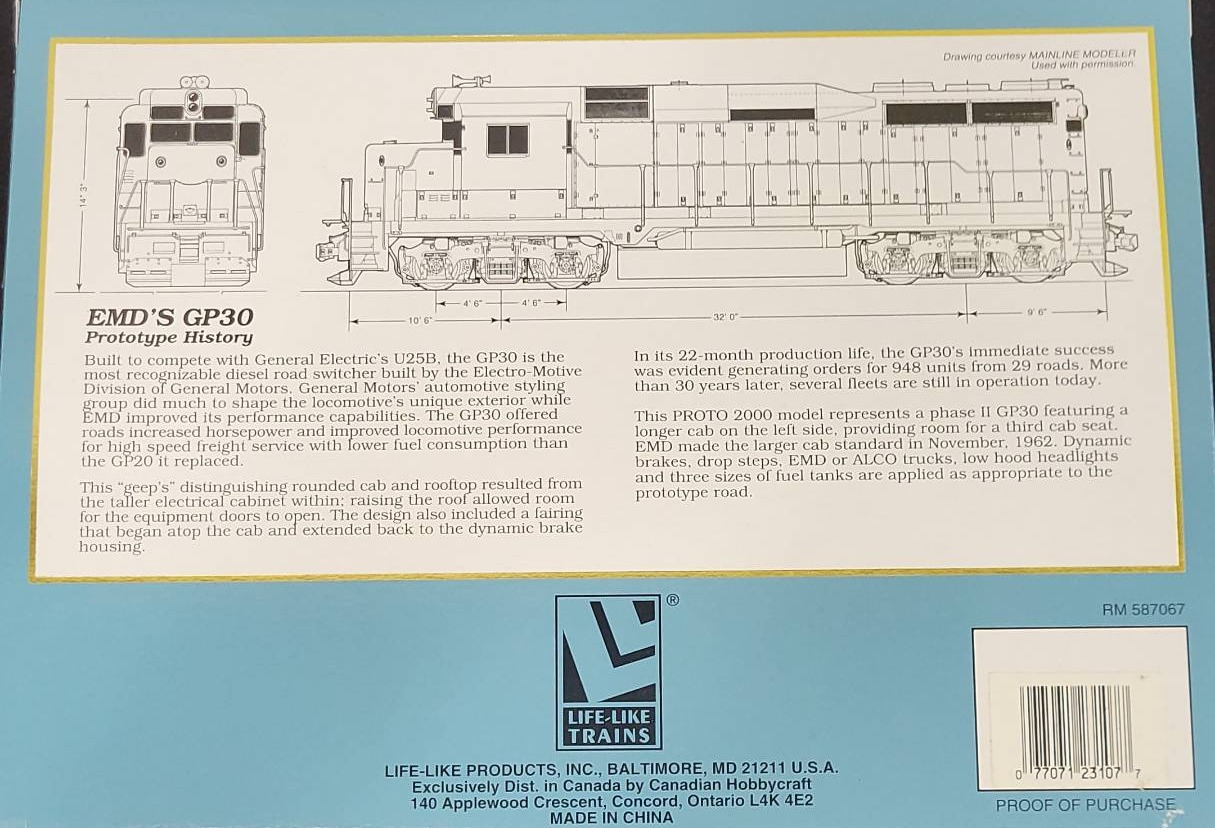 Drawing courtesy MAINLINE MODELER
Used with permission.
14' 3"
4' 6"
4' 6"
10' 6"
32' 0"
9' 6"
EMD'S GP30
Prototype History
Built to compete with General Electric's U25B, the GP30 is the
most recognizable diesel road switcher built by the Electro-Motive
Division of General Motors. General Motors' automotive styling
group did much to shape the locomotive's unique exterior while
EMD improved its performance capabilities. The GP30 offered
roads increased horsepower and improved locomotive performance
for high speed freight service with lower fuel consumption than
the GP20 it replaced.
This "geep's" distinguishing rounded cab and rooftop resulted from
the taller electrical cabinet within; raising the roof allowed room
for the equipment doors to open. The design also included a fairing
that began atop the cab and extended back to the dynamic brake
housing.
In its 22-month production life, the GP30's immediate success
was evident generating orders for 948 units from 29 roads. More
than 30 years later, several fleets are still in operation today.
This PROTO 2000 model represents a phase II GP30 featuring a
longer cab on the left side, providing room for a third cab seat.
EMD made the larger cab standard in November, 1962. Dynamic
brakes, drop steps, EMD or ALCO trucks, low hood headlights
and three sizes of fuel tanks are applied as appropriate to the
prototype road.
®
LIFE-LIKE
TRAINS
LIFE-LIKE PRODUCTS, INC., BALTIMORE, MD 21211 U.S.A.
Exclusively Dist. in Canada by Canadian Hobbycraft
140 Applewood Crescent, Concord, Ontario L4K 4E2
MADE IN CHINA
RM 587067
0 77071 23107 7
PROOF OF PURCHASE